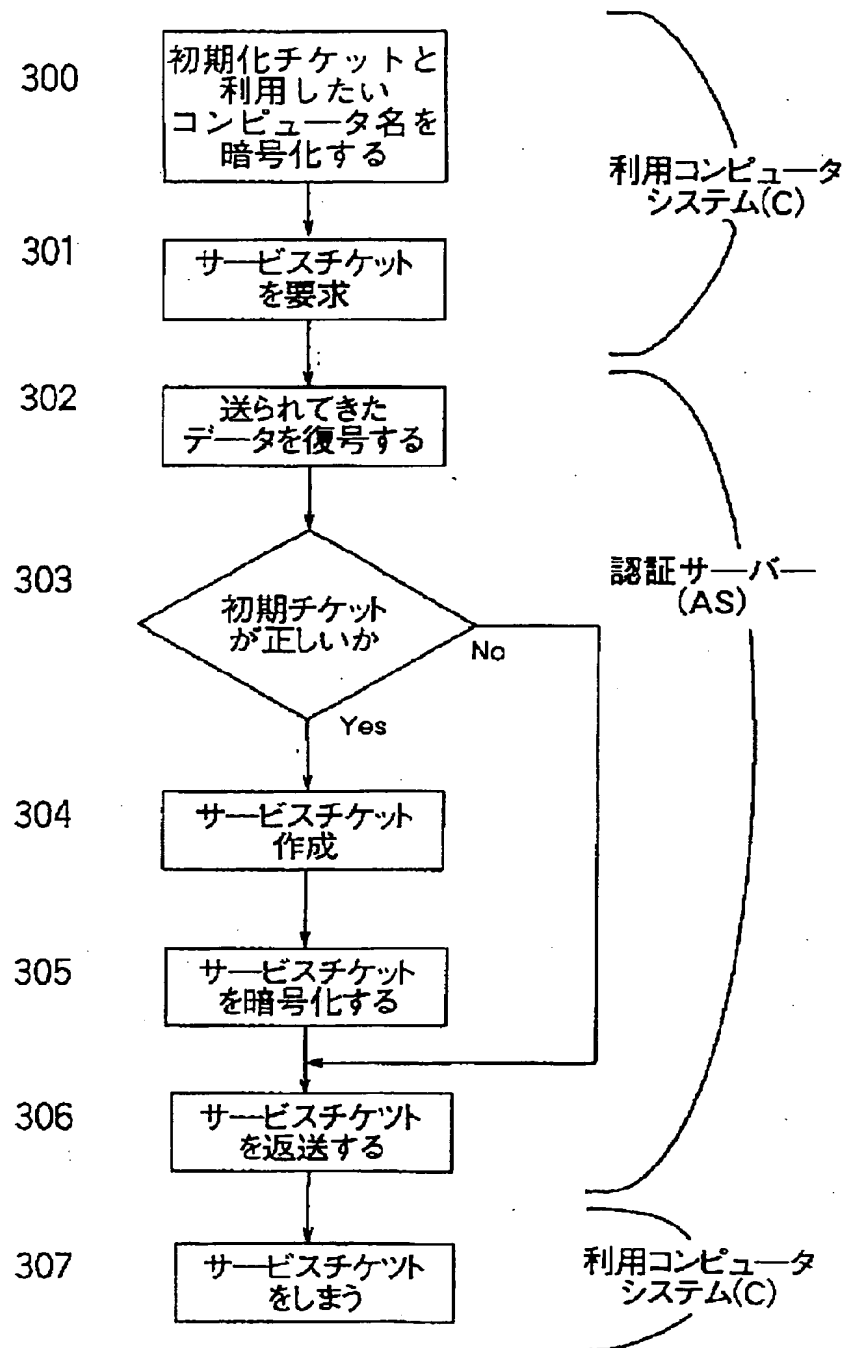 300
初期化チケットと
利用したい
コンピュータ名を
暗号化する
利用コンピュータ
システム(C)
301
サービスチケット
を要求
302
送られてきた
データを復号する
303
初期チケット
が正しいか
No
Yes
認証サーバー
(AS)
304
サービスチケット
作成
305
サービスチケット
を暗号化する
306
サービスチケツト
を返送する
307
サービスチケツト
をしまう
利用コンピュータ
システム(C)